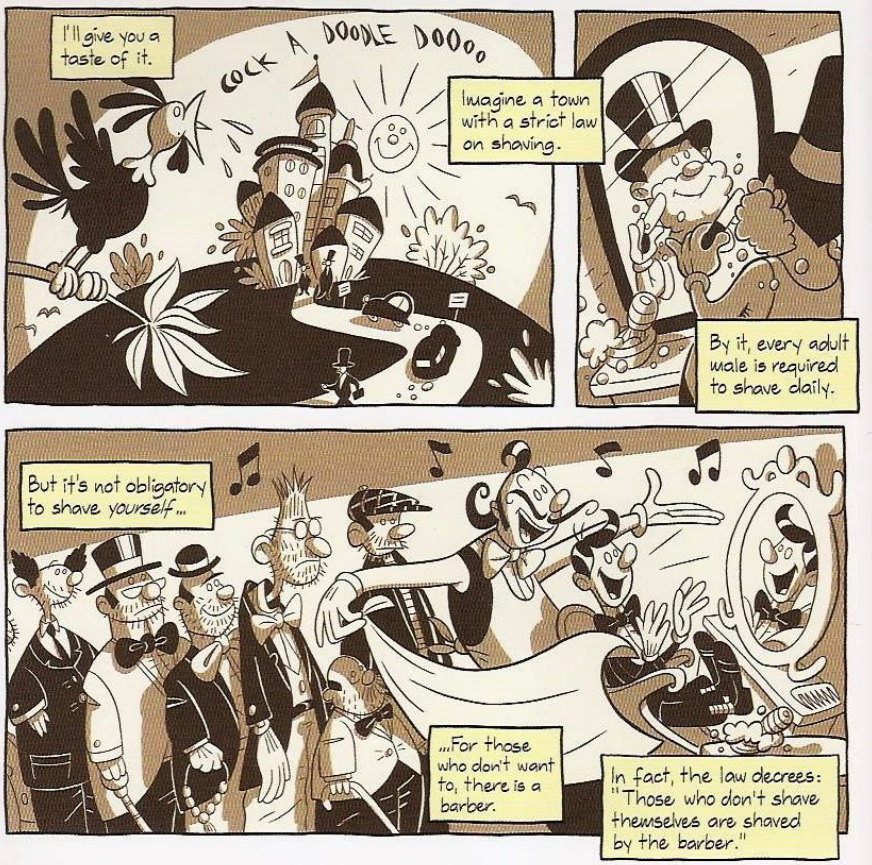 I'll give you a
taste of it.
COCK A DOODLE DOOoo
Imagine a town
with a strict law
on shaving.
By it, every adult
male is required
to shave daily.
But it's not obligatory
to shave yourself...
...For those
who don't want
to, there is a
barber.
In fact, the law decrees:
"Those who don't shave
themselves are shaved
by the barber."